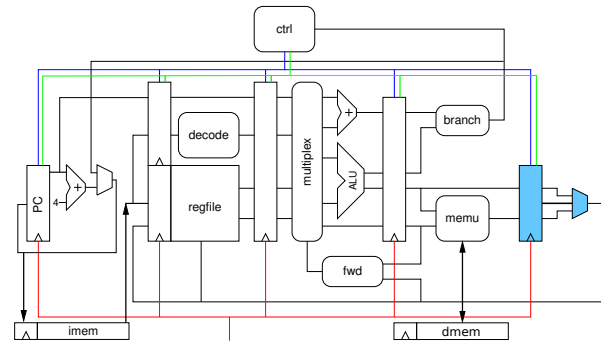 ctrl
decode
multiplex
+
ALU
branch
PC
+
4
regfile
memu
fwd
imem
dmem